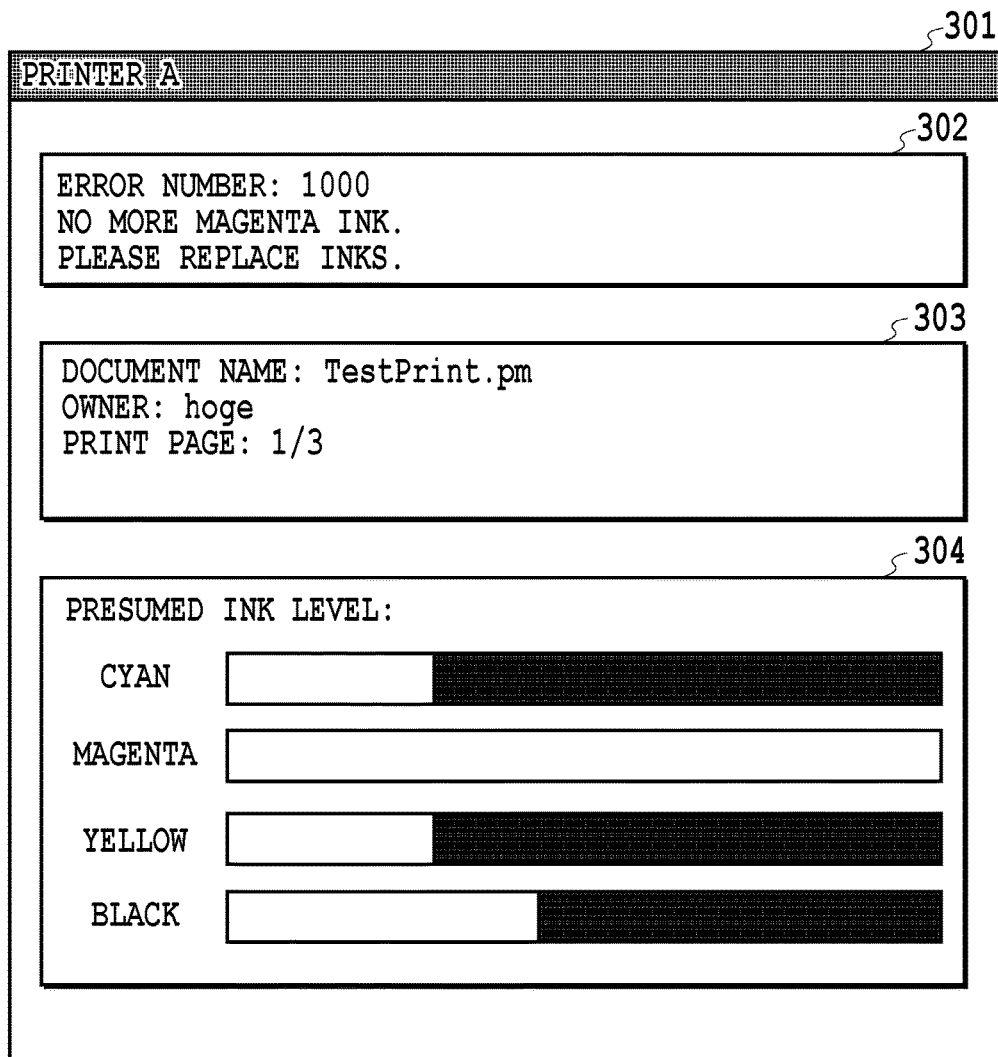 301
PRINTER A
302
ERROR NUMBER: 1000
NO MORE MAGENTA INK.
PLEASE REPLACE INKS.
303
DOCUMENT NAME: TestPrint.pm
OWNER: hoge
PRINT PAGE: 1/3
304
PRESUMED INK LEVEL:
CYAN
MAGENTA
YELLOW
BLACK